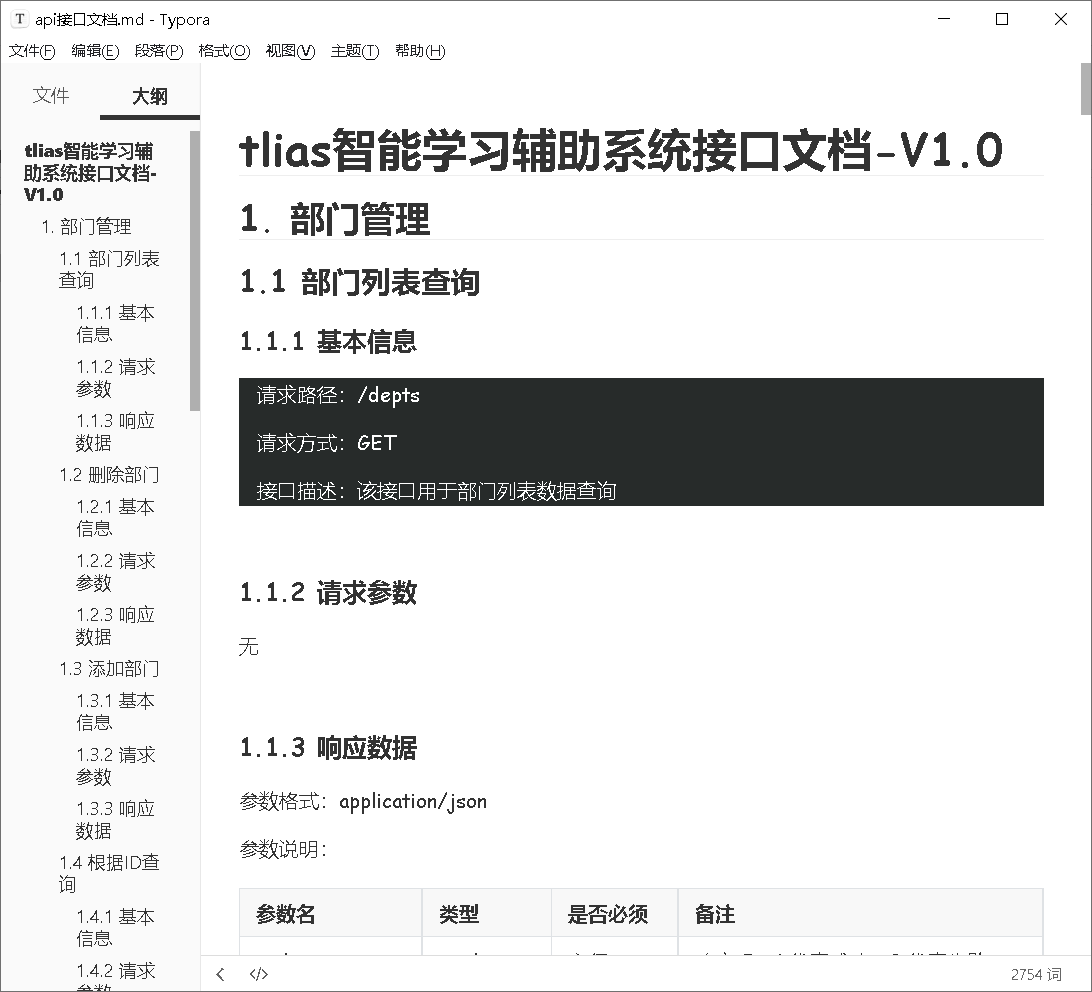 T api接口文档.md - Typora
文件(F) 编辑(E) 段落(P) 格式(O) 视图(V) 主题(T) 帮助(H)
文件 大纲
tlias智能学习辅
助系统接口文档-
V1.0
1. 部门管理
1.1 部门列表
查询
1.1.1 基本
信息
1.1.2 请求
参数
1.1.3 响应
数据
1.2 删除部门
1.2.1 基本
信息
1.2.2 请求
参数
1.2.3 响应
数据
1.3 添加部门
1.3.1 基本
信息
1.3.2 请求
参数
1.3.3 响应
数据
1.4 根据ID查
询
1.4.1 基本
信息
1.4.2 请求
参数
tlias智能学习辅助系统接口文档-V1.0
1. 部门管理
1.1 部门列表查询
1.1.1 基本信息
请求路径：/depts
请求方式：GET
接口描述：该接口用于部门列表数据查询
1.1.2 请求参数
无
1.1.3 响应数据
参数格式：application/json
参数说明：
参数名 类型 是否必须 备注
</> 2754 词